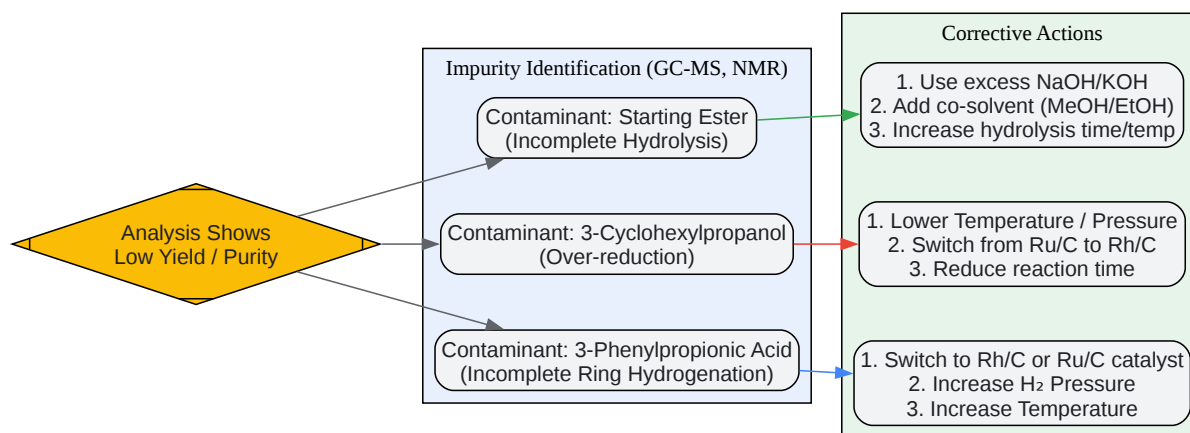 Analysis Shows
Low Yield / Purity
Impurity Identification (GC-MS, NMR)
Contaminant: Starting Ester
(Incomplete Hydrolysis)
Contaminant: 3-Cyclohexylpropanol
(Over-reduction)
Contaminant: 3-Phenylpropionic Acid
(Incomplete Ring Hydrogenation)
Corrective Actions
1. Use excess NaOH/KOH
2. Add co-solvent (MeOH/EtOH)
3. Increase hydrolysis time/temp
1. Lower Temperature / Pressure
2. Switch from Ru/C to Rh/C
3. Reduce reaction time
1. Switch to Rh/C or Ru/C catalyst
2. Increase H₂ Pressure
3. Increase Temperature